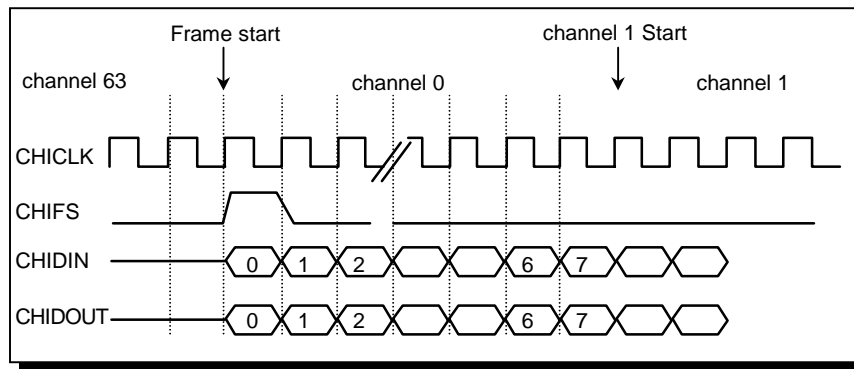 Frame start channel 1 Start
channel 63 channel 0 channel 1
CHICLK
CHIFS
CHIDIN 0 1 2 6 7
CHIDOUT 0 1 2 6 7